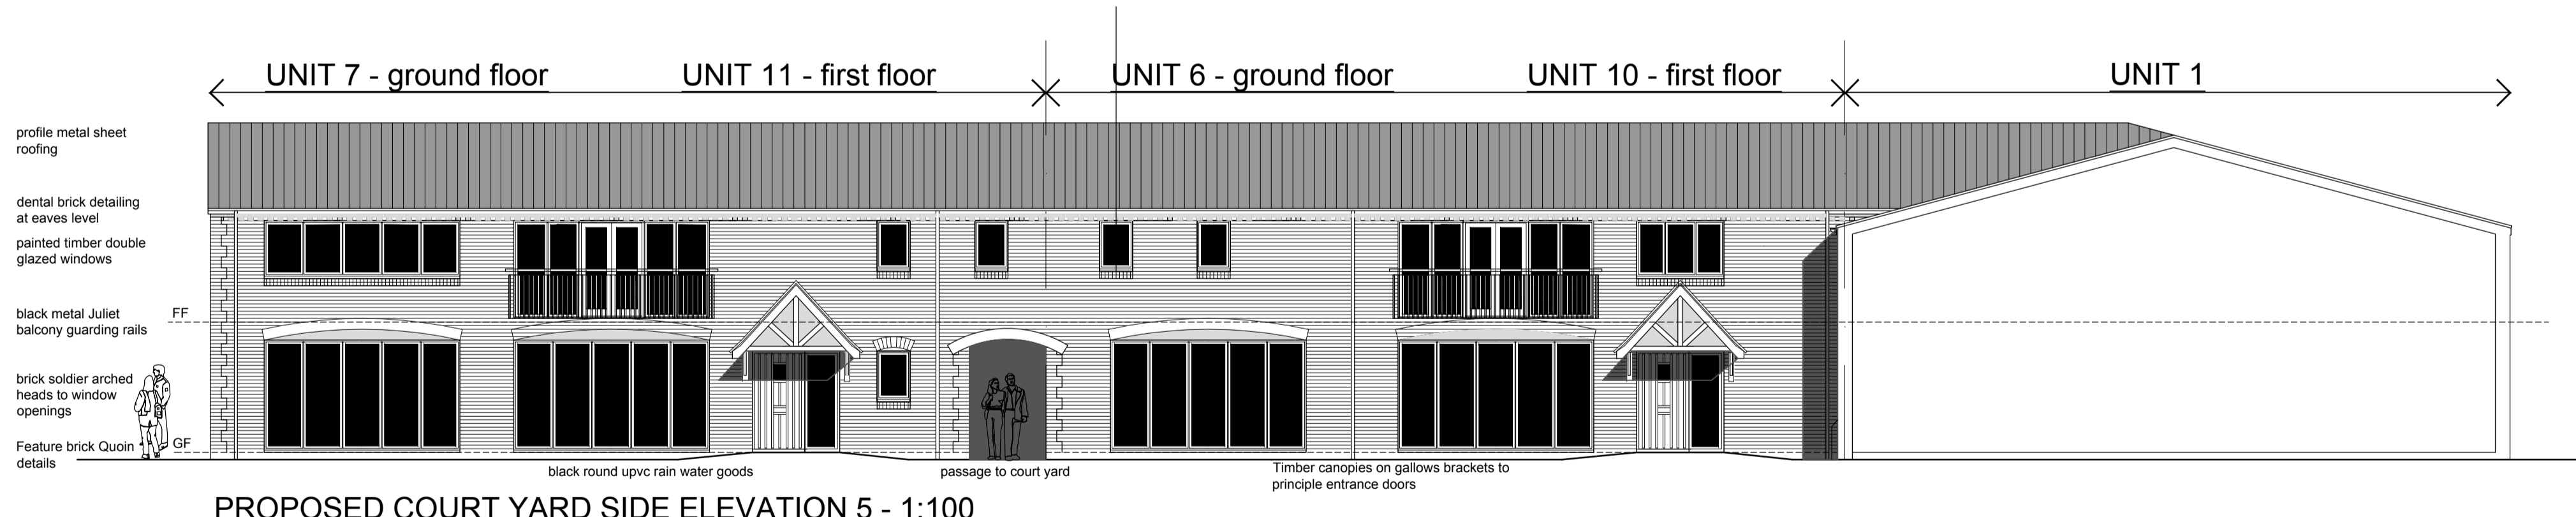 UNIT 7 - ground floor
UNIT 11 - first floor
UNIT 6 - ground floor
UNIT 10 - first floor
UNIT 1
profile metal sheet
roofing
dental brick detailing
at eaves level
painted timber double
glazed windows
black metal Juliet
balcony guarding rails
FF
brick soldier arched
heads to window
openings
Feature brick Quoin
details
GF
black round upvc rain water goods
passage to court yard
Timber canopies on gallows brackets to
principle entrance doors
PROPOSED COURT YARD SIDE ELEVATION 5 - 1:100